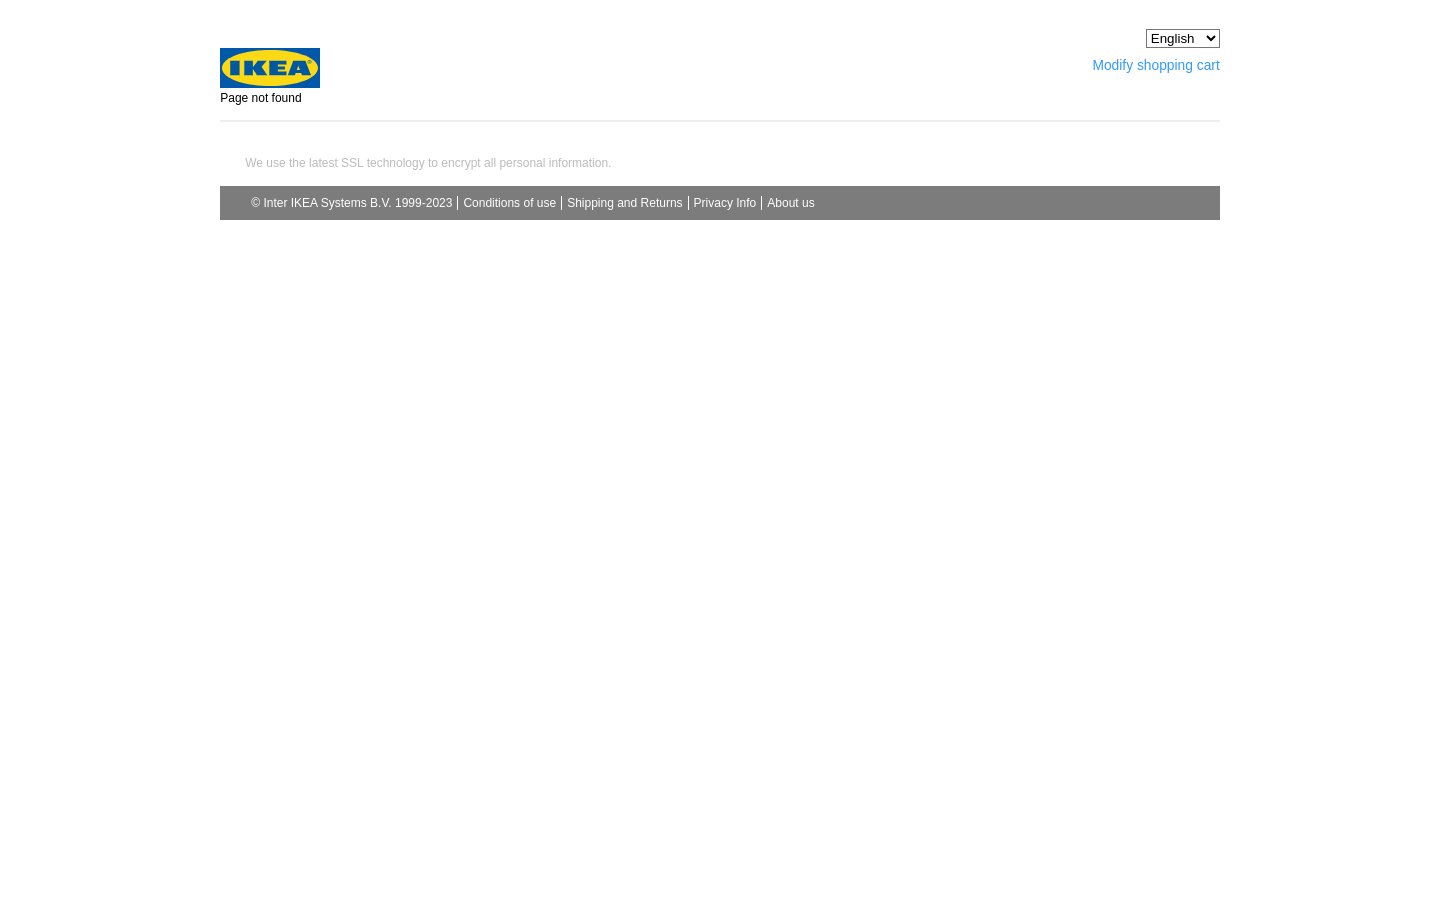 English
IKEA
Modify shopping cart
Page not found
We use the latest SSL technology to encrypt all personal information.
© Inter IKEA Systems B.V. 1999-2023 Conditions of use Shipping and Returns Privacy Info About us